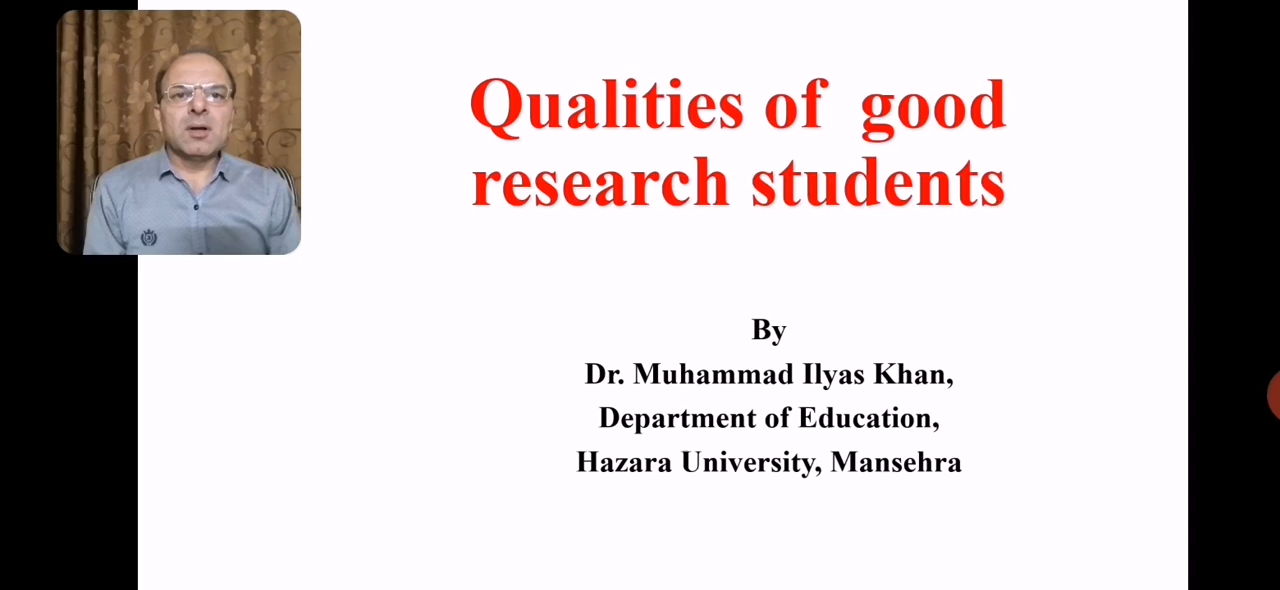 Qualities of good
research students
By
Dr. Muhammad Ilyas Khan,
Department of Education,
Hazara University, Mansehra